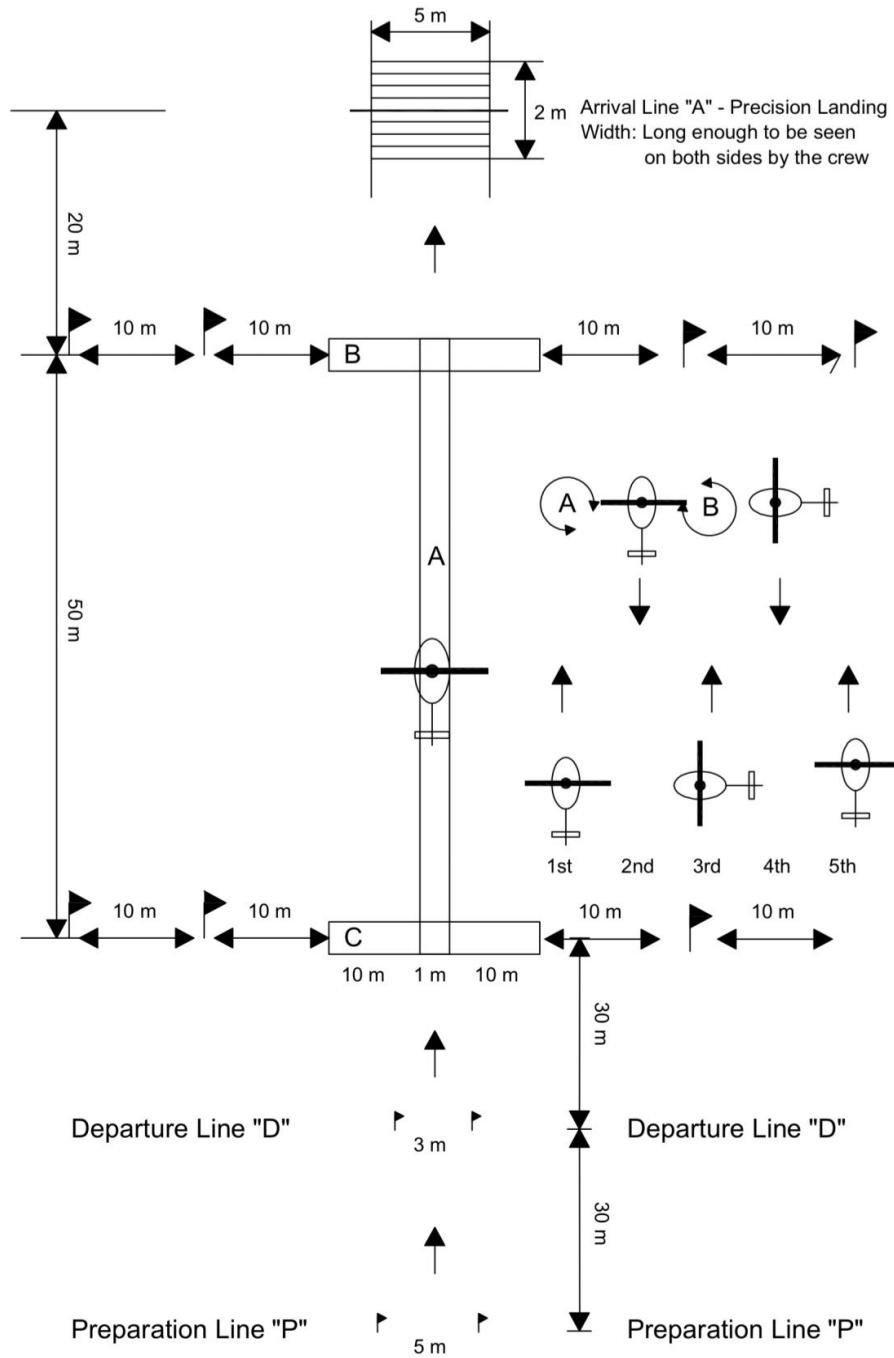 5 m
2 m
Arrival Line "A" - Precision Landing
Width: Long enough to be seen
on both sides by the crew
20 m
10 m
10 m
10 m
10 m
B
A
B
A
50 m
1st 2nd 3rd 4th 5th
10 m
10 m
10 m
10 m
C
10 m 1 m 10 m
30 m
Departure Line "D"
3 m
Departure Line "D"
30 m
Preparation Line "P"
5 m
Preparation Line "P"